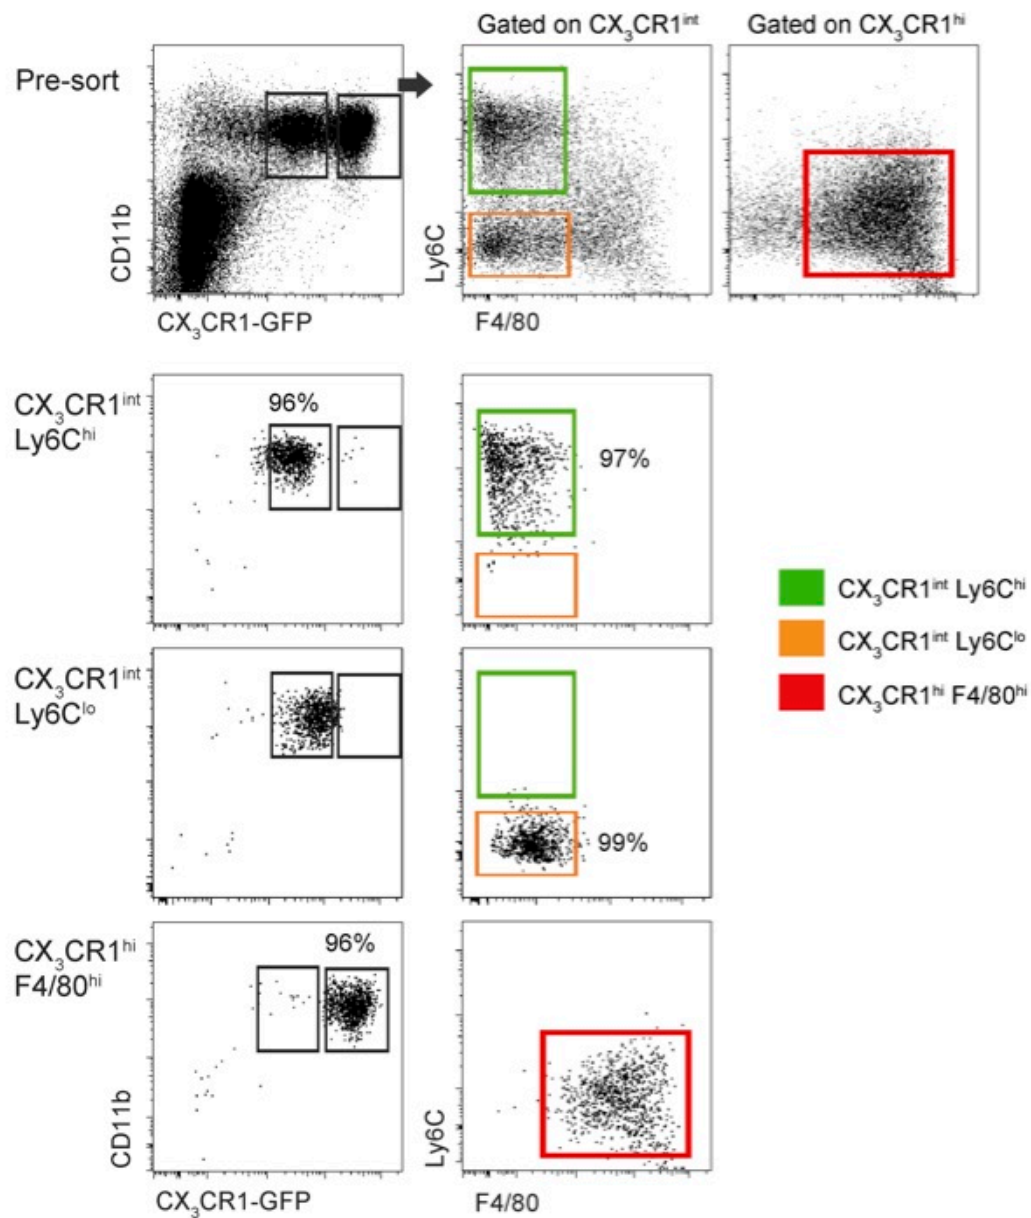 Gated on CX₃CR1ⁱⁿᵗ
Gated on CX₃CR1ʰⁱ
Pre-sort
CD11b
Ly6C
CX₃CR1-GFP
F4/80
CX₃CR1ⁱⁿᵗ
Ly6Cʰⁱ
96%
97%
CX₃CR1ⁱⁿᵗ Ly6Cʰⁱ
CX₃CR1ⁱⁿᵗ Ly6Cˡᵒ
CX₃CR1ʰⁱ F4/80ʰⁱ
CX₃CR1ⁱⁿᵗ
Ly6Cˡᵒ
99%
CX₃CR1ʰⁱ
F4/80ʰⁱ
96%
CD11b
Ly6C
CX₃CR1-GFP
F4/80